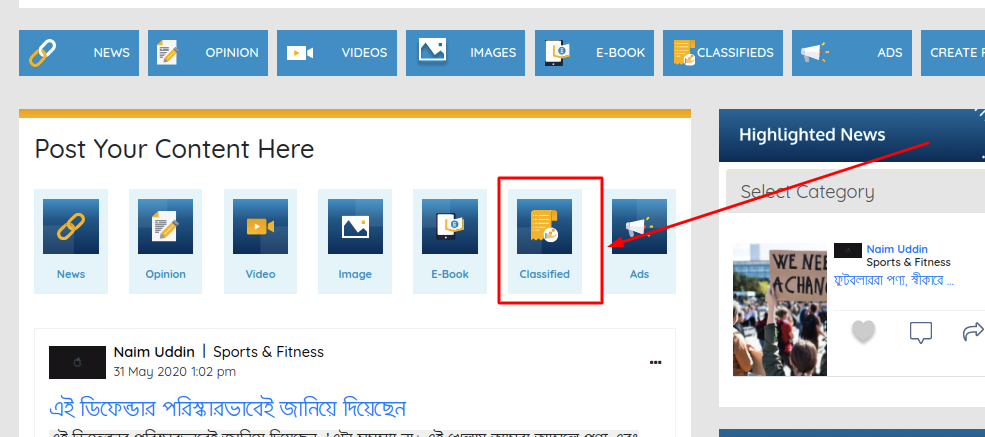 NEWS
OPINION
VIDEOS
IMAGES
E-BOOK
CLASSIFIEDS
ADS
CREATE
Post Your Content Here
News
Opinion
Video
Image
E-Book
Classified
Ads
Naim Uddin | Sports & Fitness
31 May 2020 1:02 pm
এই ডিফেন্ডার পরিস্কারভাবেই জানিয়ে দিয়েছেন
Highlighted News
Select Category
WE NEE
A CHAN
Naim Uddin
Sports & Fitness
ফুটবলাররা পণ্য, স্বীকারে ...